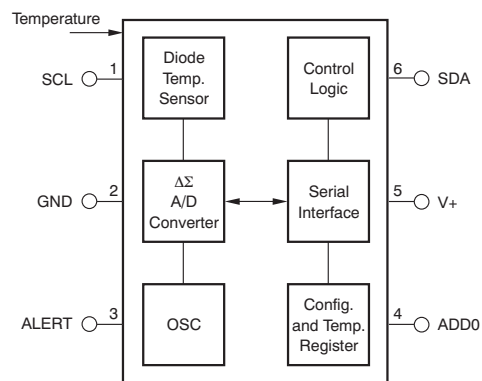 Temperature
SCL
1
Diode
Temp.
Sensor
Control
Logic
6
SDA
GND
2
ΔΣ
A/D
Converter
Serial
Interface
5
V+
ALERT
3
OSC
Config.
and Temp.
Register
4
ADD0